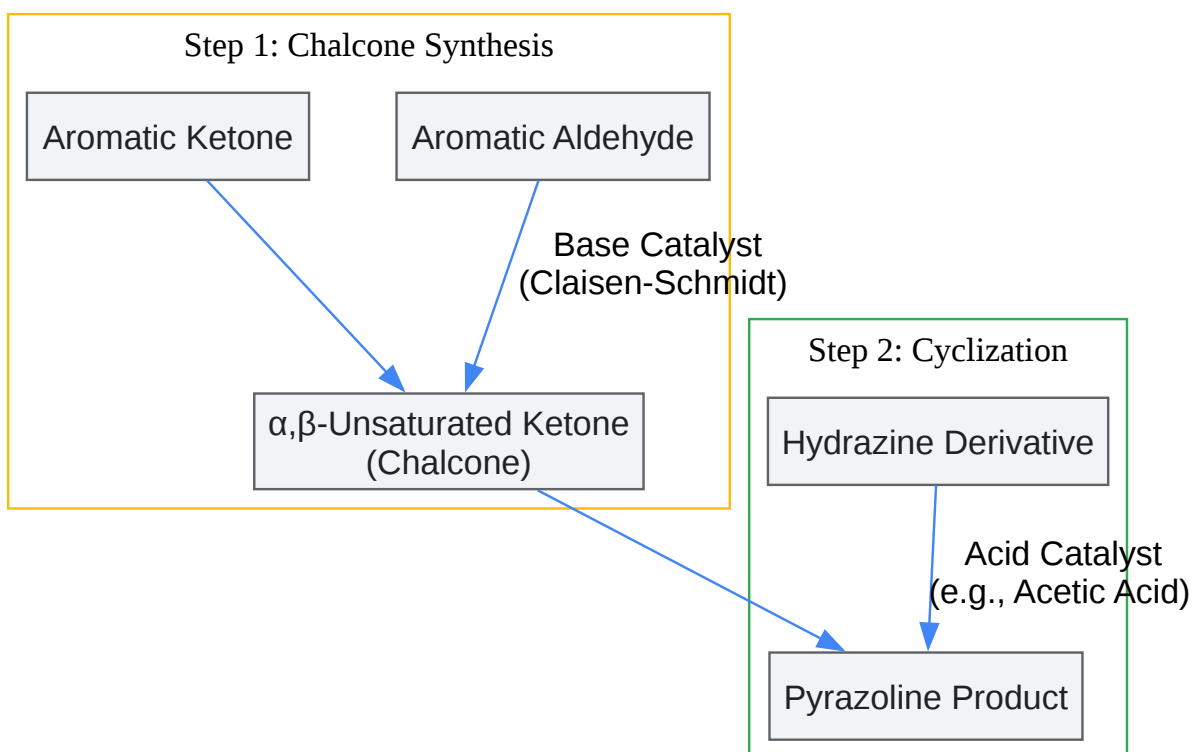 Step 1: Chalcone Synthesis
Aromatic Ketone
Aromatic Aldehyde
Base Catalyst
(Claisen-Schmidt)
α,β-Unsaturated Ketone
(Chalcone)
Step 2: Cyclization
Hydrazine Derivative
Acid Catalyst
(e.g., Acetic Acid)
Pyrazoline Product